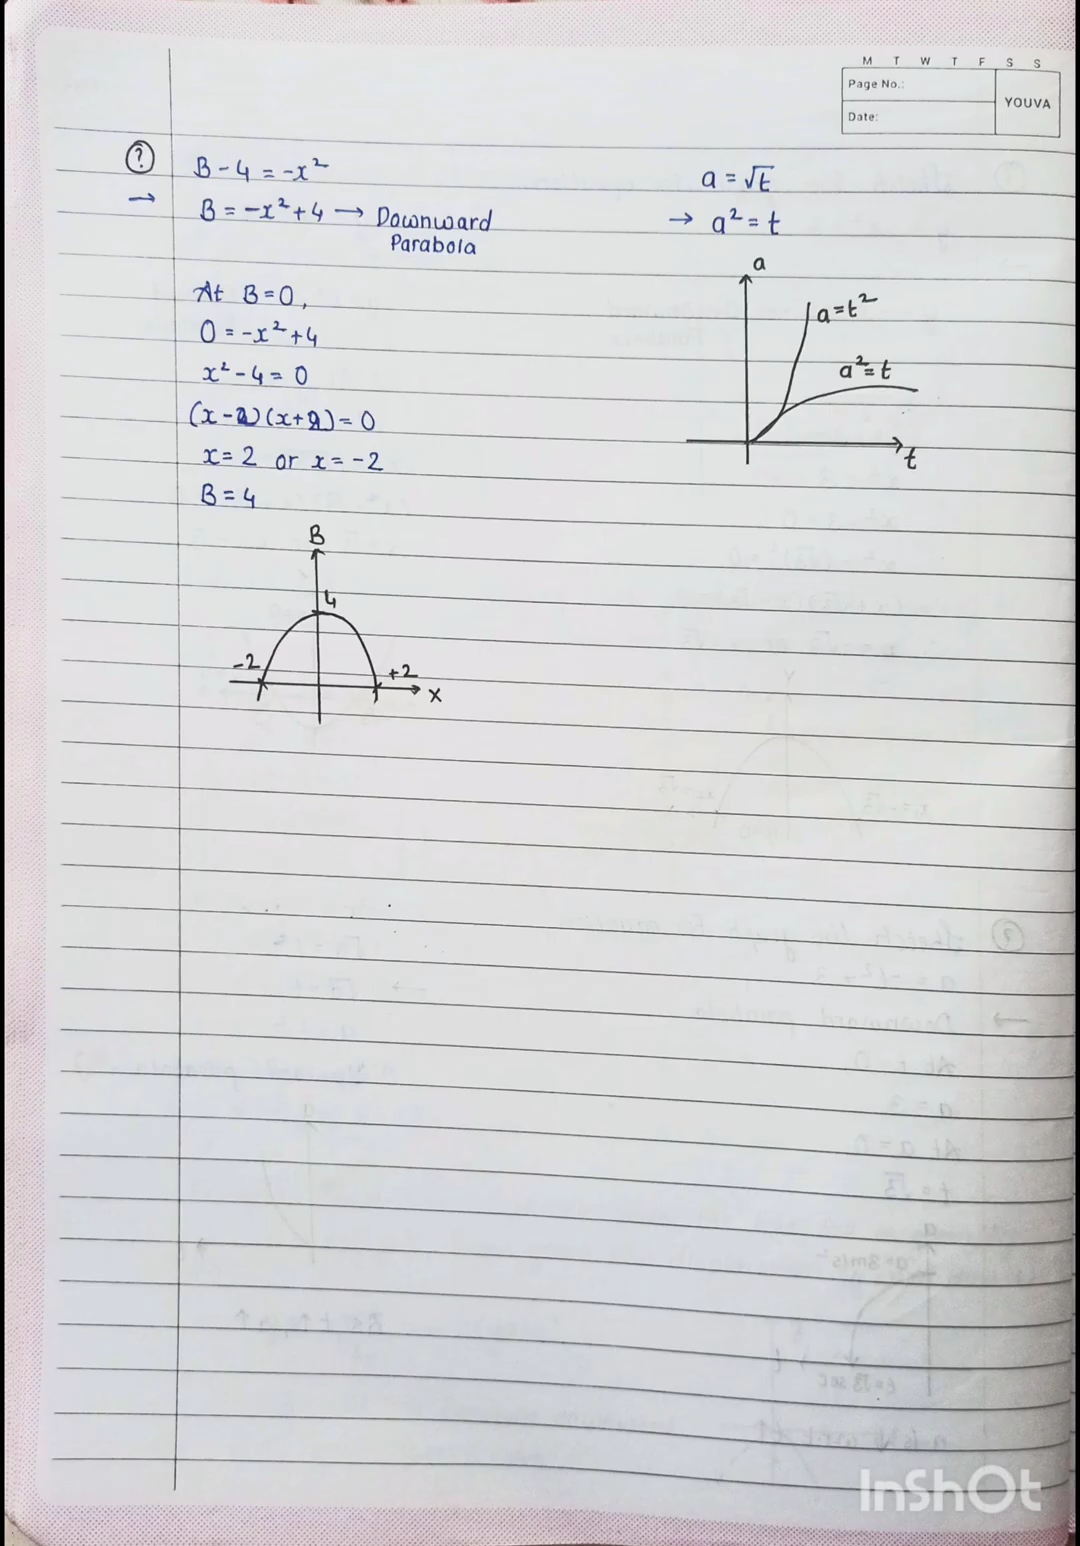 M T W T F S S
Page No.:
YOUVA
Date:
?
B - 4 = -x²
→ B = -x² + 4 → Downward
Parabola
At B = 0,
0 = -x² + 4
x² - 4 = 0
(x - 2)(x + 2) = 0
x = 2 or x = -2
B = 4
B
4
-2
+2
x
a = √t
→ a² = t
a
a = t²
a² = t
t
InShOt